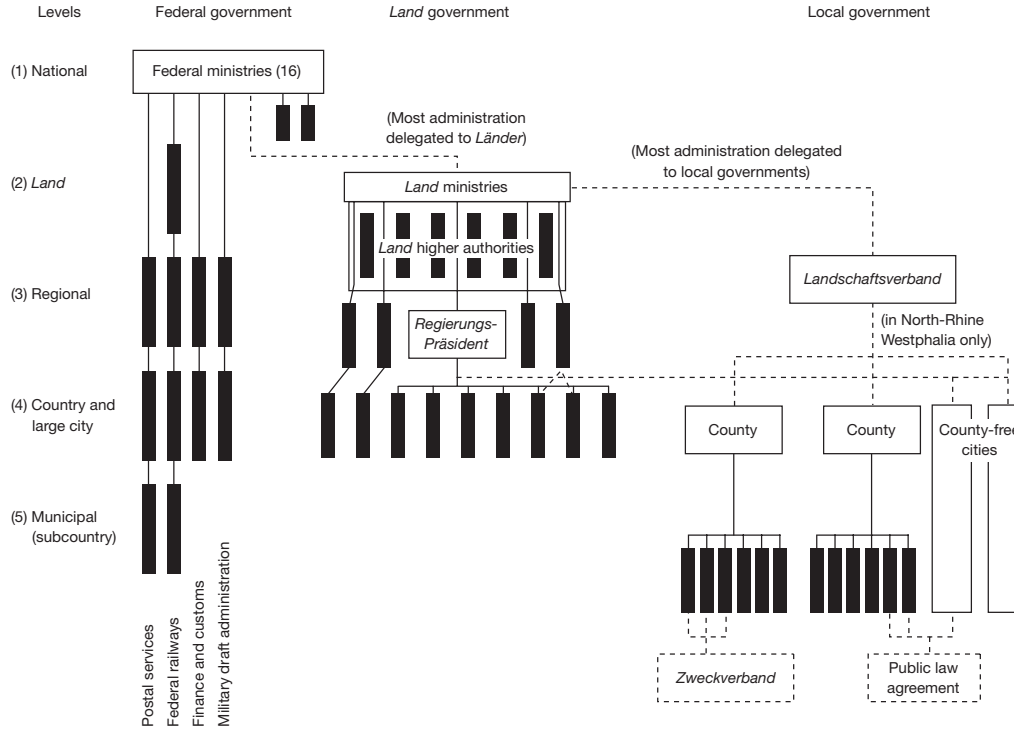 Levels
Federal government
Land government
Local government
(1) National
Federal ministries (16)
(Most administration
delegated to Länder)
(Most administration delegated
to local governments)
(2) Land
Land ministries
Land higher authorities
(3) Regional
Landschaftsverband
Regierungs-
Präsident
(in North-Rhine
Westphalia only)
(4) Country and
large city
County
County
County-free
cities
(5) Municipal
(subcountry)
Postal services
Federal railways
Finance and customs
Military draft administration
Zweckverband
Public law
agreement